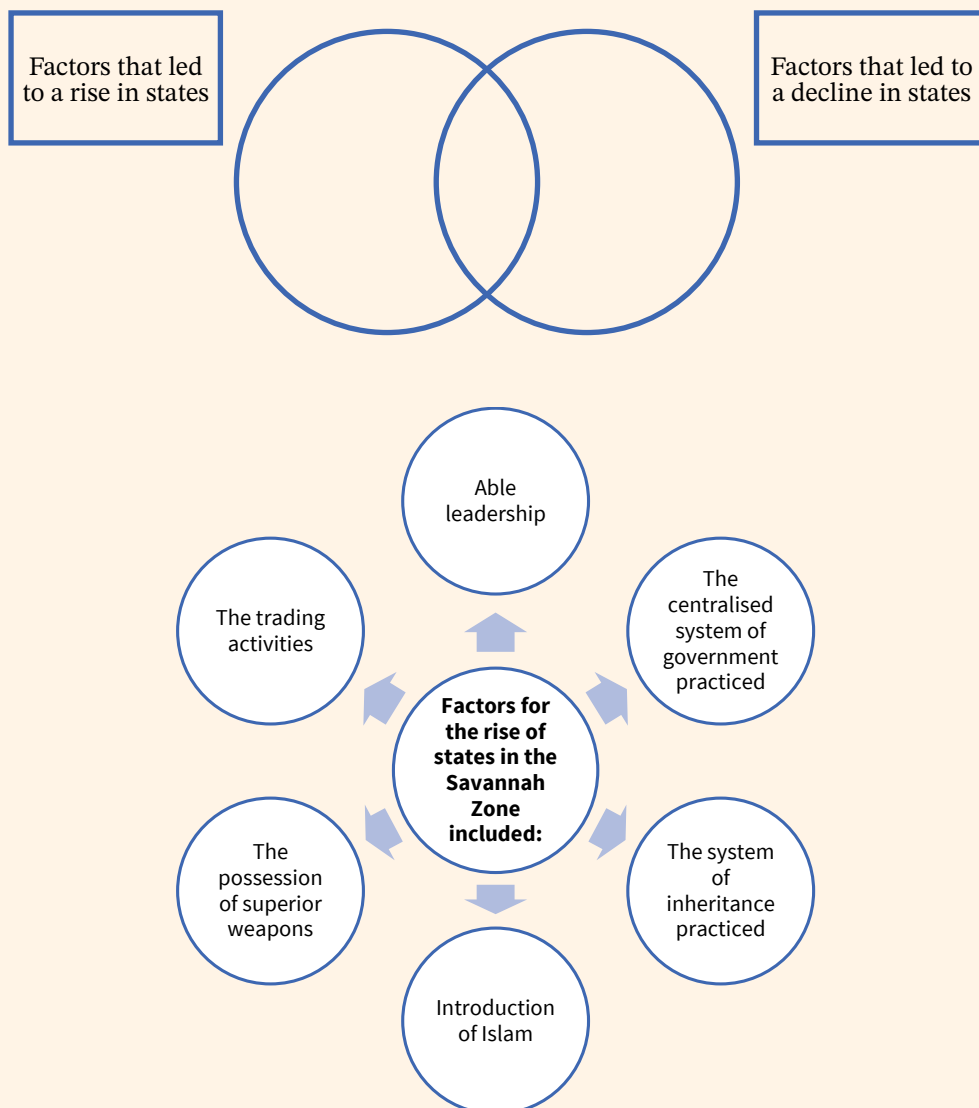 Factors that led
to a rise in states
Factors that led to
a decline in states
Able
leadership
The trading
activities
The
centralised
system of
government
practiced
Factors for
the rise of
states in the
Savannah
Zone
included:
The
possession
of superior
weapons
The system
of
inheritance
practiced
Introduction
of Islam